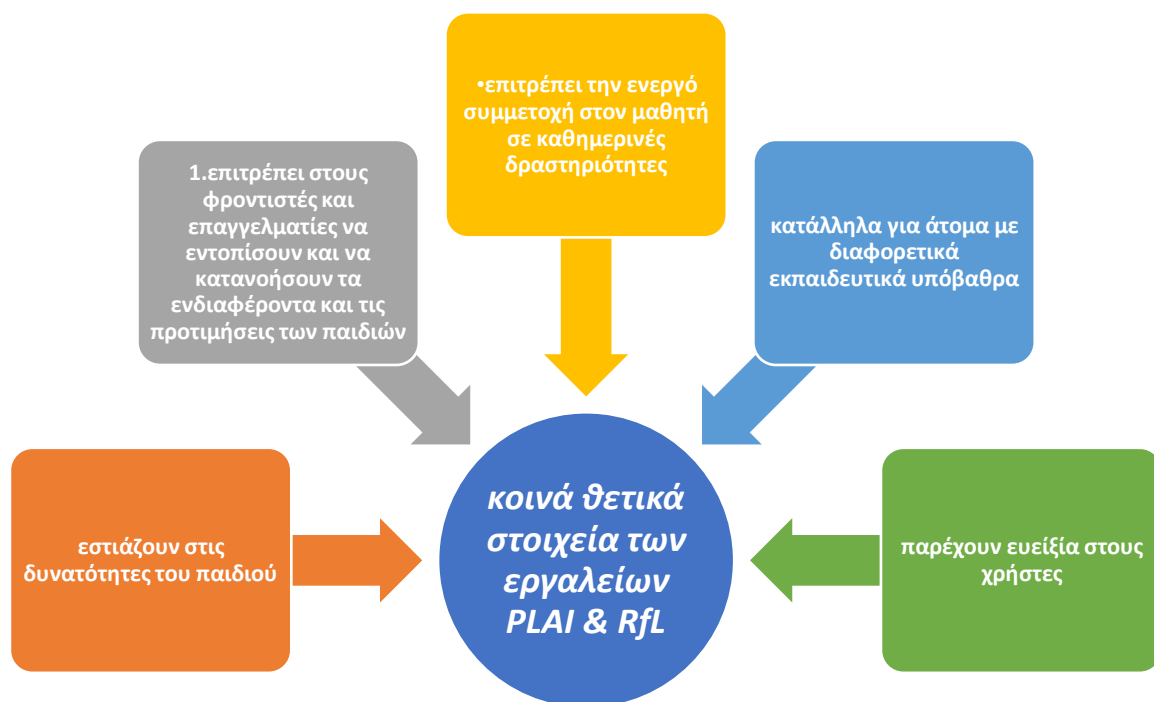 •επιτρέπει την ενεργό
συμμετοχή στον μαθητή
σε καθημερινές
δραστηριότητες
1.επιτρέπει στους
φροντιστές και
επαγγελματίες να
εντοπίσουν και να
κατανοήσουν τα
ενδιαφέροντα και τις
προτιμήσεις των παιδιών
κατάλληλα για άτομα με
διαφορετικά
εκπαιδευτικά υπόβαθρα
εστιάζουν στις
δυνατότητες του παιδιού
κοινά θετικά
στοιχεία των
εργαλείων
PLAI & RfL
παρέχουν ευείξία στους
χρήστες